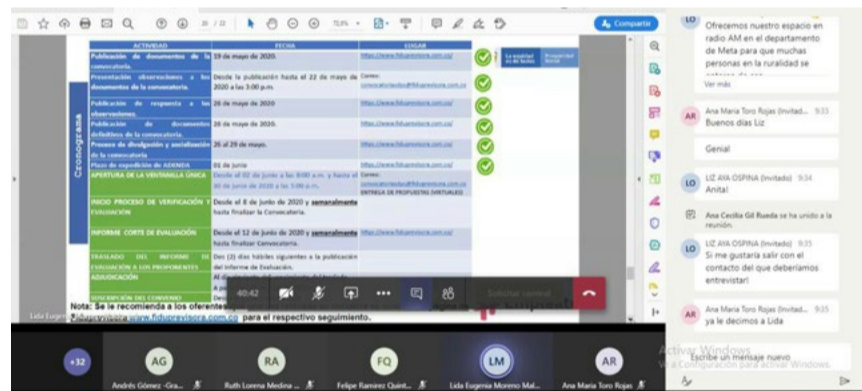 20 / 22
72,8%
Compartir
ACTIVIDAD FECHA LUGAR
Cronograma
Publicación de documentos de la convocatoria. 19 de mayo de 2020. https://www.fiduprevisora.com.co/
Presentación observaciones a los documentos de la convocatoria. Desde la publicación hasta el 22 de mayo de 2020 a las 3:00 p.m. Correo:
Publicación de respuesta a las observaciones. 26 de mayo de 2020 https://www.fiduprevisora.com.co/
Publicación de documentos definitivos de la convocatoria. 26 de mayo de 2020. https://www.fiduprevisora.com.co/
Proceso de divulgación y socialización de la convocatoria 26 al 29 de mayo. https://www.fiduprevisora.com.co/
Plazo de expedición de ADENDA 01 de junio https://www.fiduprevisora.com.co/
APERTURA DE LA VENTANILLA ÚNICA Desde el 02 de junio a las 8:00 a.m. y hasta el 30 de junio de 2020 a las 5:00 p.m. Correo:
ENTREGA DE PROPUESTAS (VIRTUALES)
INICIO PROCESO DE VERIFICACIÓN Y EVALUACIÓN Desde el 8 de junio de 2020 y semanalmente hasta finalizar la Convocatoria.
INFORME CORTE DE EVALUACIÓN Desde el 12 de junio de 2020 y semanalmente hasta finalizar Convocatoria. https://www.fiduprevisora.com.co/
TRASLADO DEL INFORME DE EVALUACIÓN A LOS PROPONENTES Dos (2) días hábiles siguientes a la publicación del informe de Evaluación.
ADJUDICACIÓN
SUSCRIPCIÓN DEL CONVENIO
40:42
Solicitar control
Nota: Se le recomienda a los oferente
Fiduprevisora www.fiduprevisora.com.co para el respectivo seguimiento.
+32
AG
Andrés Gómez -Gra...
RA
Ruth Lorena Medina ...
FQ
Felipe Ramírez Quint...
LM
Lida Eugenia Moreno Mal...
AR
Ana Maria Toro Rojas
LO
Ofrecemos nuestro espacio en
radio AM en el departamento
de Meta para que muchas
personas en la ruralidad se
Ver más
AR
Ana Maria Toro Rojas (Invitad... 9:33
Buenos días Liz
Genial
LO
LIZ AYA OSPINA (Invitado) 9:34
Anita!
Ana Cecilia Gil Rueda se ha unido a la
reunión.
LO
LIZ AYA OSPINA (Invitado) 9:35
Si me gustaría salir con el
contacto del que deberíamos
entrevistar!
AR
Ana Maria Toro Rojas (Invitad... 9:35
ya le decimos a Lida
Activar Windows
Ve a Configuración para activar Windows.
Escribe un mensaje nuevo